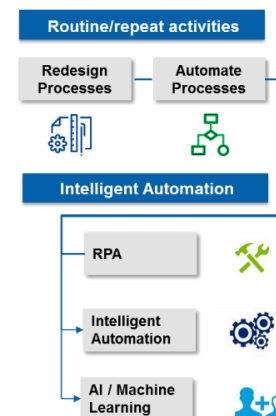 Routine/repeat activities
Redesign
Processes
Automate
Processes
Intelligent Automation
RPA
Intelligent
Automation
AI / Machine
Learning